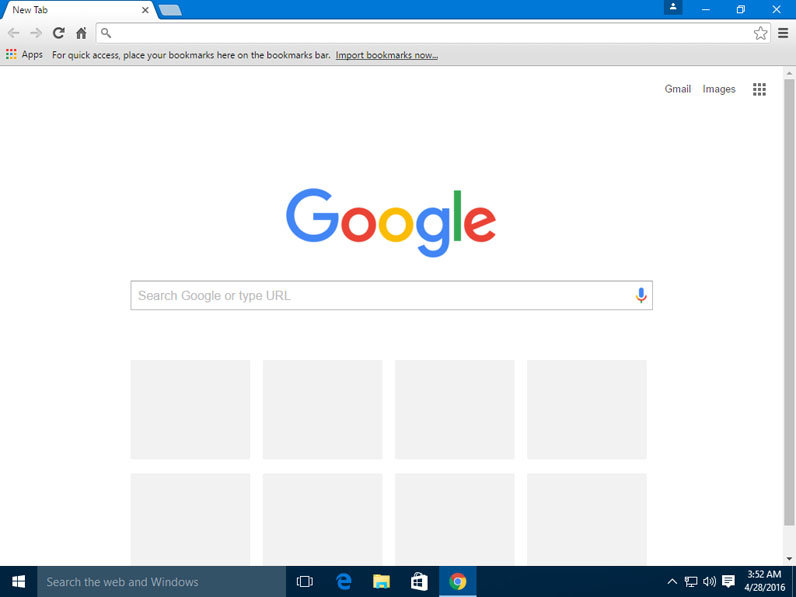 New Tab
Apps For quick access, place your bookmarks here on the bookmarks bar. Import bookmarks now...
Gmail Images
Google
Search Google or type URL
Search the web and Windows
3:52 AM
4/28/2016